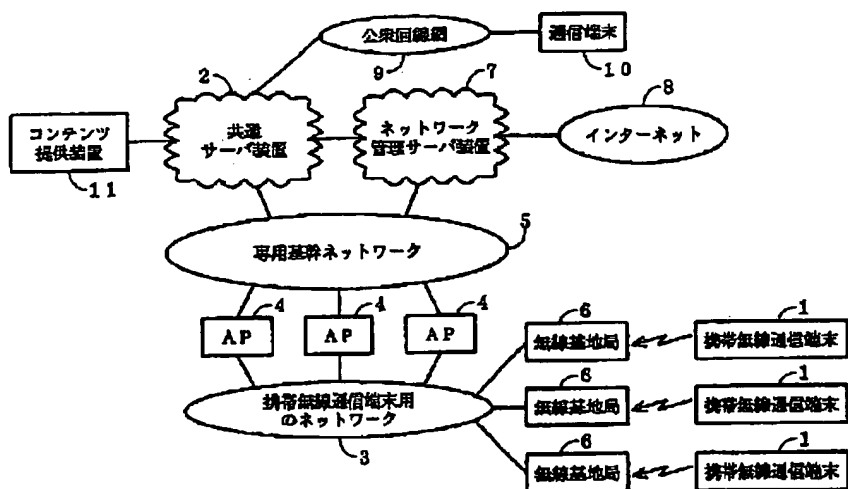 公衆回線網
9
通信端末
10
2
7
8
コンテンツ
提供装置
11
共通
サーバ装置
ネットワーク
管理サーバ装置
インターネット
5
専用基幹ネットワーク
4
4
4
AP
AP
AP
6
1
無線基地局
携帯無線通信端末
6
1
無線基地局
携帯無線通信端末
6
1
無線基地局
携帯無線通信端末
携帯無線通信端末用
のネットワーク
3